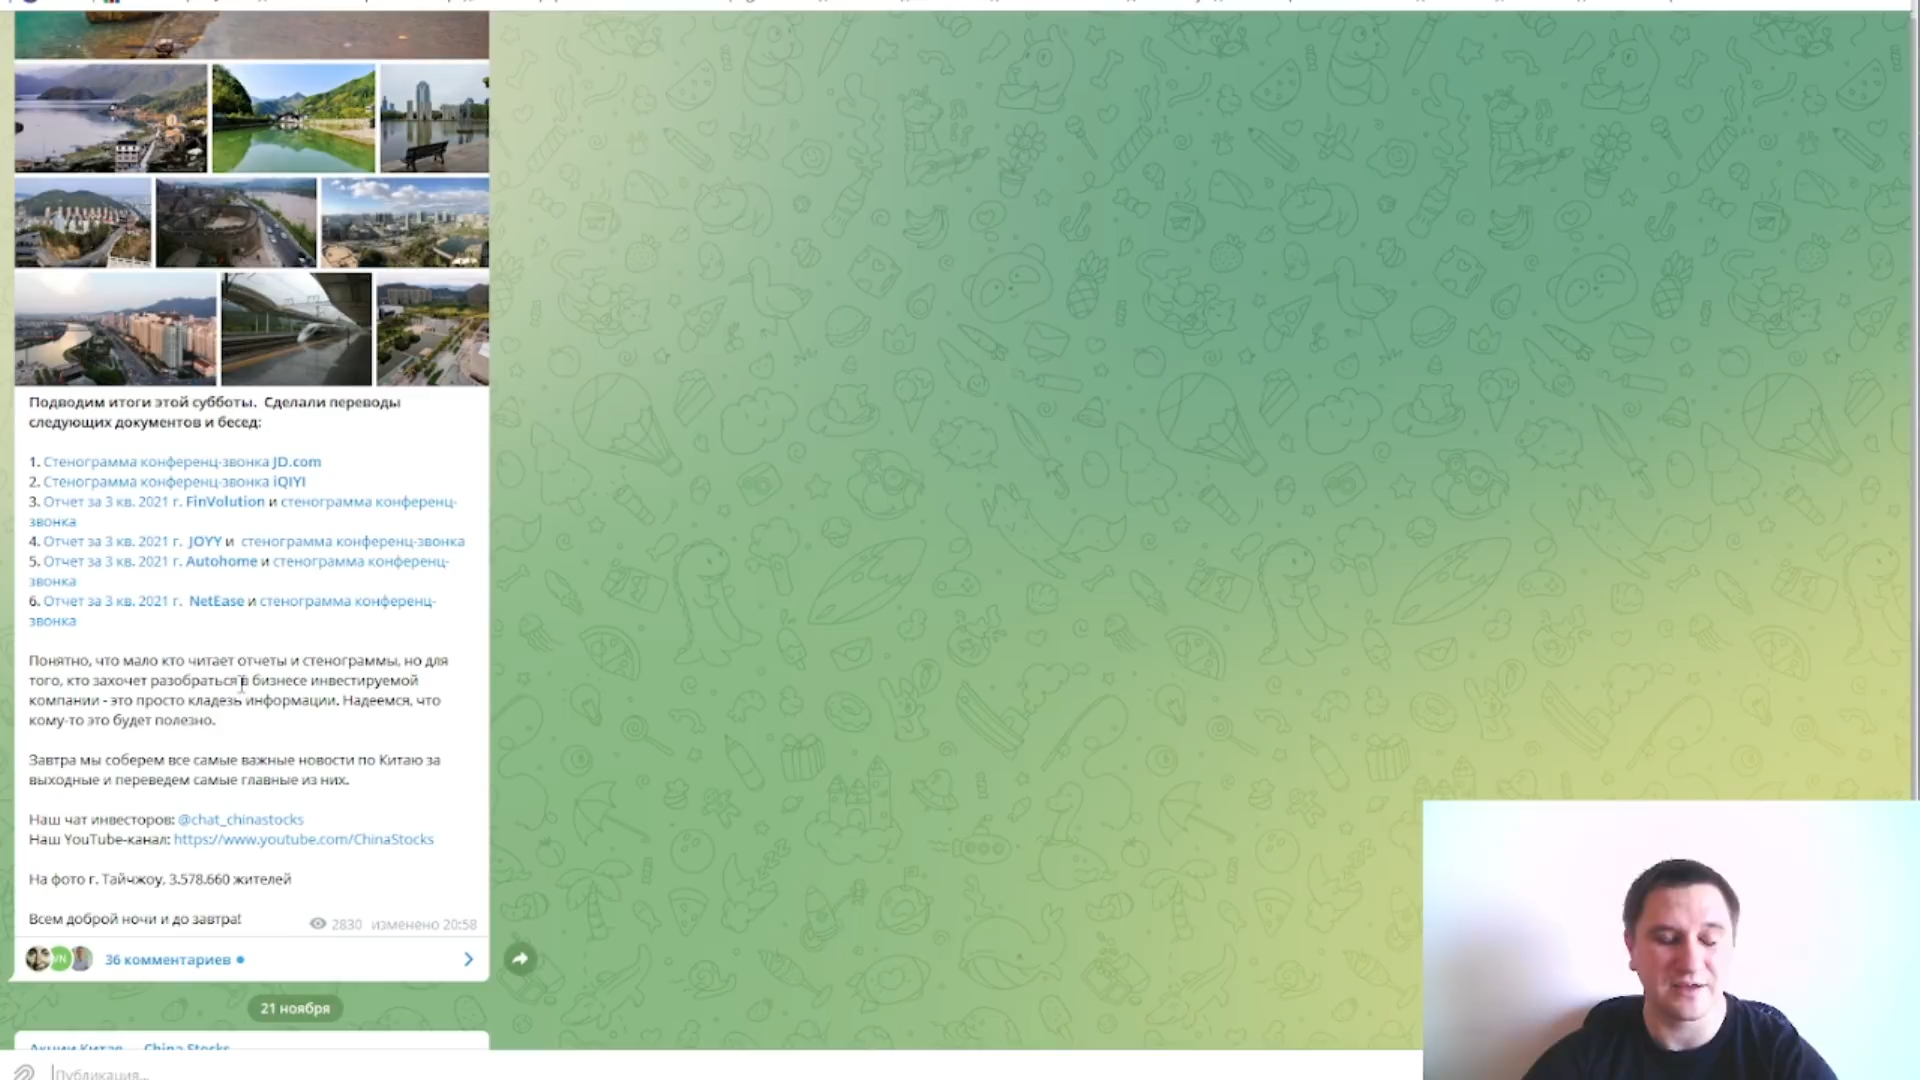 Подводим итоги этой субботы. Сделали переводы
следующих документов и бесед:
1. Стенограмма конференц-звонка JD.com
2. Стенограмма конференц-звонка iQIYI
3. Отчет за 3 кв. 2021 г. FinVolution и стенограмма конференц-
звонка
4. Отчет за 3 кв. 2021 г. JOYY и стенограмма конференц-звонка
5. Отчет за 3 кв. 2021 г. Autohome и стенограмма конференц-
звонка
6. Отчет за 3 кв. 2021 г. NetEase и стенограмма конференц-
звонка
Понятно, что мало кто читает отчеты и стенограммы, но для
того, кто захочет разобраться в бизнесе инвестируемой
компании - это просто кладезь информации. Надеемся, что
кому-то это будет полезно.
Завтра мы соберем все самые важные новости по Китаю за
выходные и переведем самые главные из них.
Наш чат инвесторов: @chat_chinastocks
Наш YouTube-канал: https://www.youtube.com/ChinaStocks
На фото г. Тайчжоу, 3.578.660 жителей
Всем доброй ночи и до завтра!
2830 изменено 20:58
VN
36 комментариев
21 ноября
Акции Китая China Stocks
Публикация...